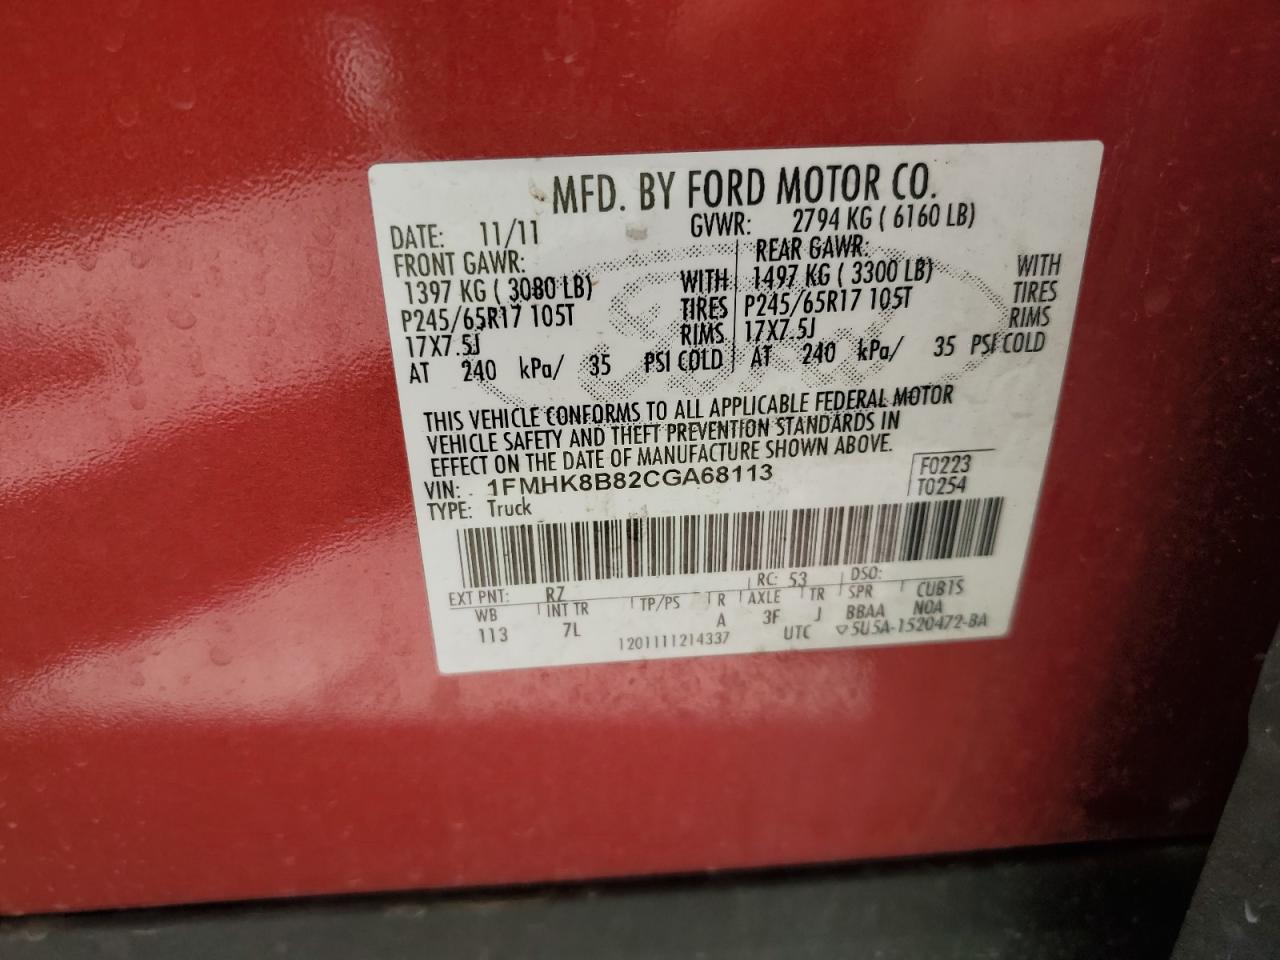 MFD. BY FORD MOTOR CO.
DATE: 11/11 GVWR: 2794 KG ( 6160 LB)
FRONT GAWR: REAR GAWR:
1397 KG ( 3080 LB) WITH 1497 KG ( 3300 LB) WITH
P245/65R17 105T TIRES P245/65R17 105T TIRES
17X7.5J RIMS 17X7.5J RIMS
AT 240 kPa/ 35 PSI COLD AT 240 kPa/ 35 PSI COLD
THIS VEHICLE CONFORMS TO ALL APPLICABLE FEDERAL MOTOR
VEHICLE SAFETY AND THEFT PREVENTION STANDARDS IN
EFFECT ON THE DATE OF MANUFACTURE SHOWN ABOVE.
VIN: 1FMHK8B82CGA68113 F0223
TYPE: Truck T0254
EXT PNT: RZ RC: 53 DSO:
WB INT TR TP/PS R AXLE TR SPR CUB1S
113 7L A 3F J BBAA N0A
1201111214337 UTC ▽5U5A-1520472-BA